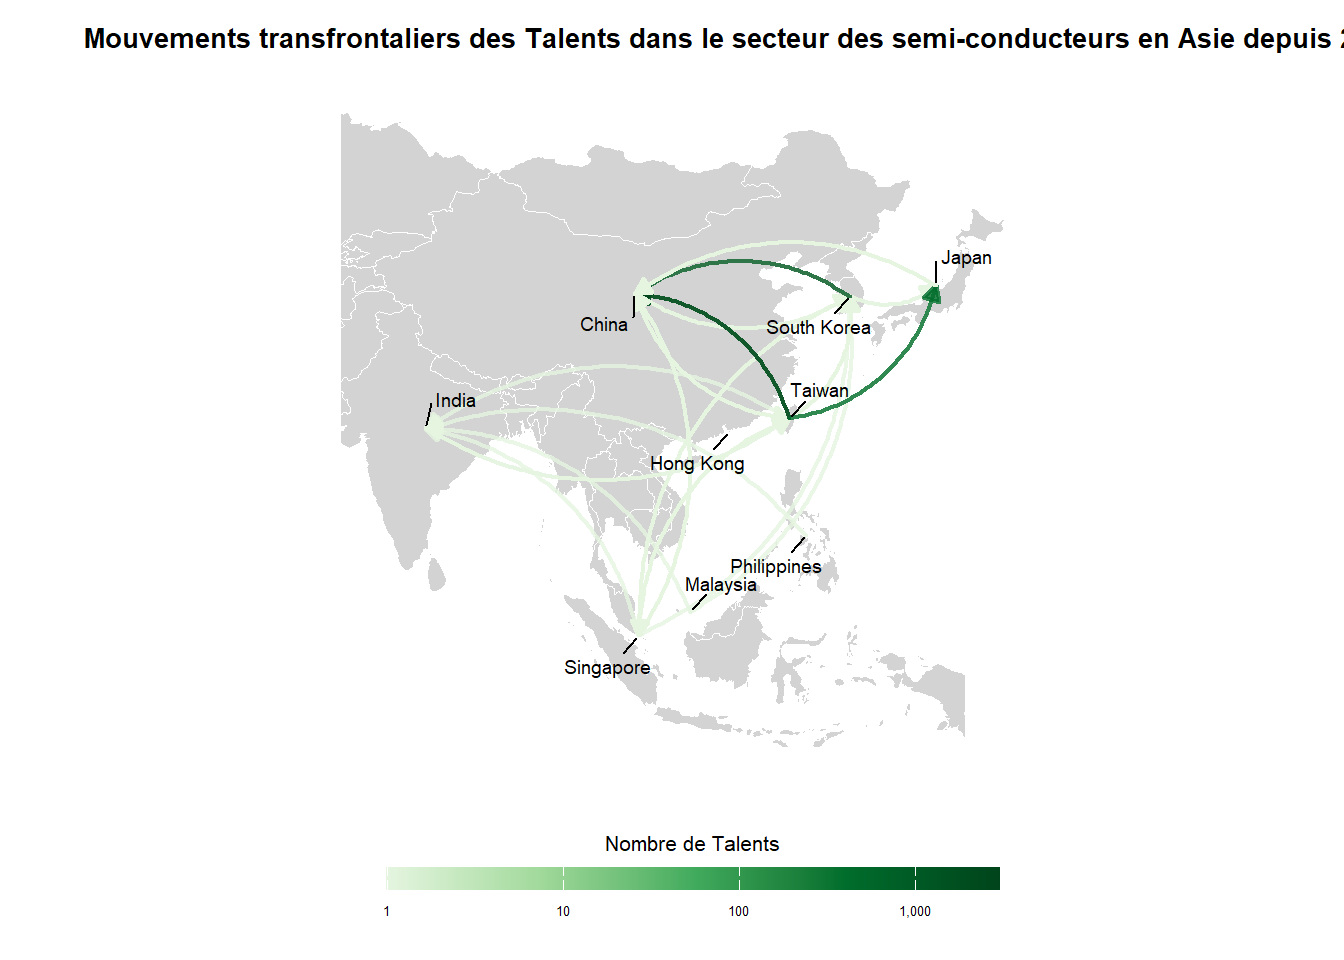 Mouvements transfrontaliers des Talents dans le secteur des semi-conducteurs en Asie depuis
Japan
China
South Korea
Taiwan
India
Hong Kong
Philippines
Malaysia
Singapore
Nombre de Talents
1 10 100 1,000